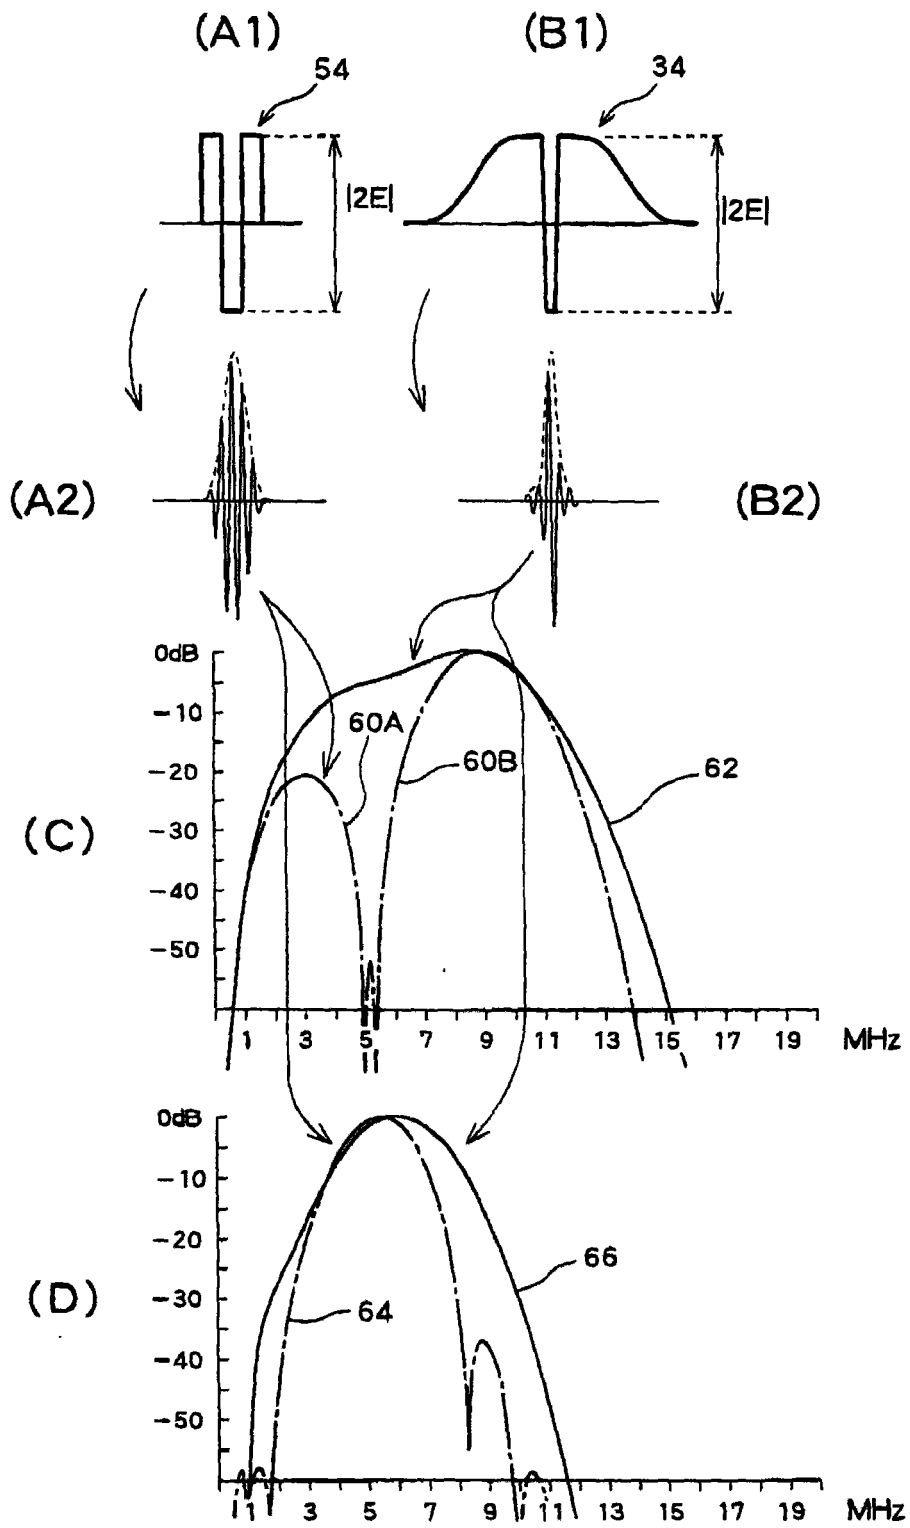 (A1)
(B1)
54
34
|2E|
|2E|
(A2)
(B2)
(C)
0dB
-10
-20
-30
-40
-50
60A
60B
62
1 3 5 7 9 11 13 15 17 19 MHz
(D)
0dB
-10
-20
-30
-40
-50
64
66
3 5 7 9 11 13 15 17 19 MHz